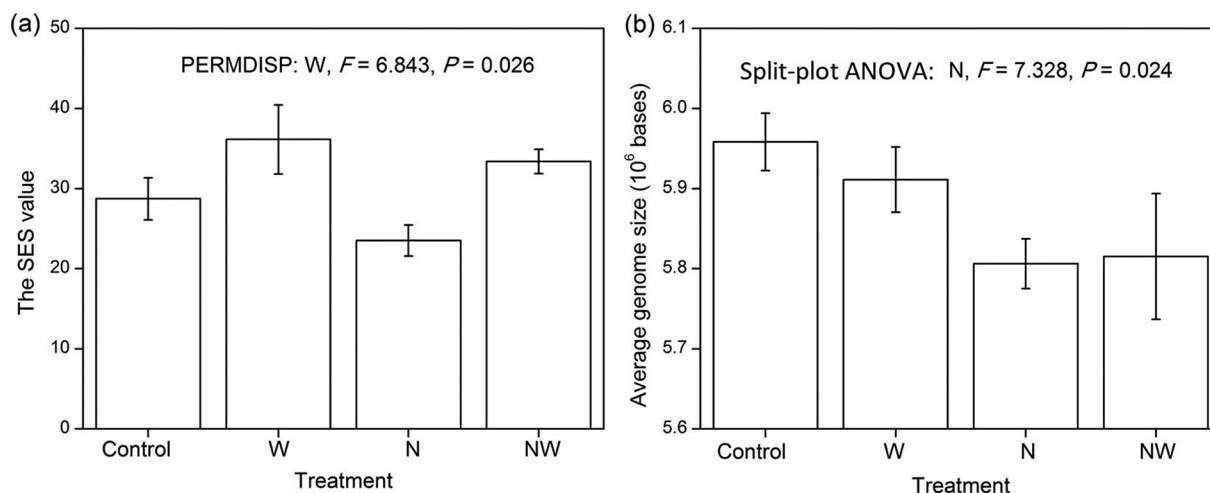 (a)
PERMDISP: W, F = 6.843, P = 0.026
The SES value
50
40
30
20
10
0
Control W N NW
Treatment
(b)
Split-plot ANOVA: N, F = 7.328, P = 0.024
Average genome size (10⁶ bases)
6.1
6.0
5.9
5.8
5.7
5.6
Control W N NW
Treatment